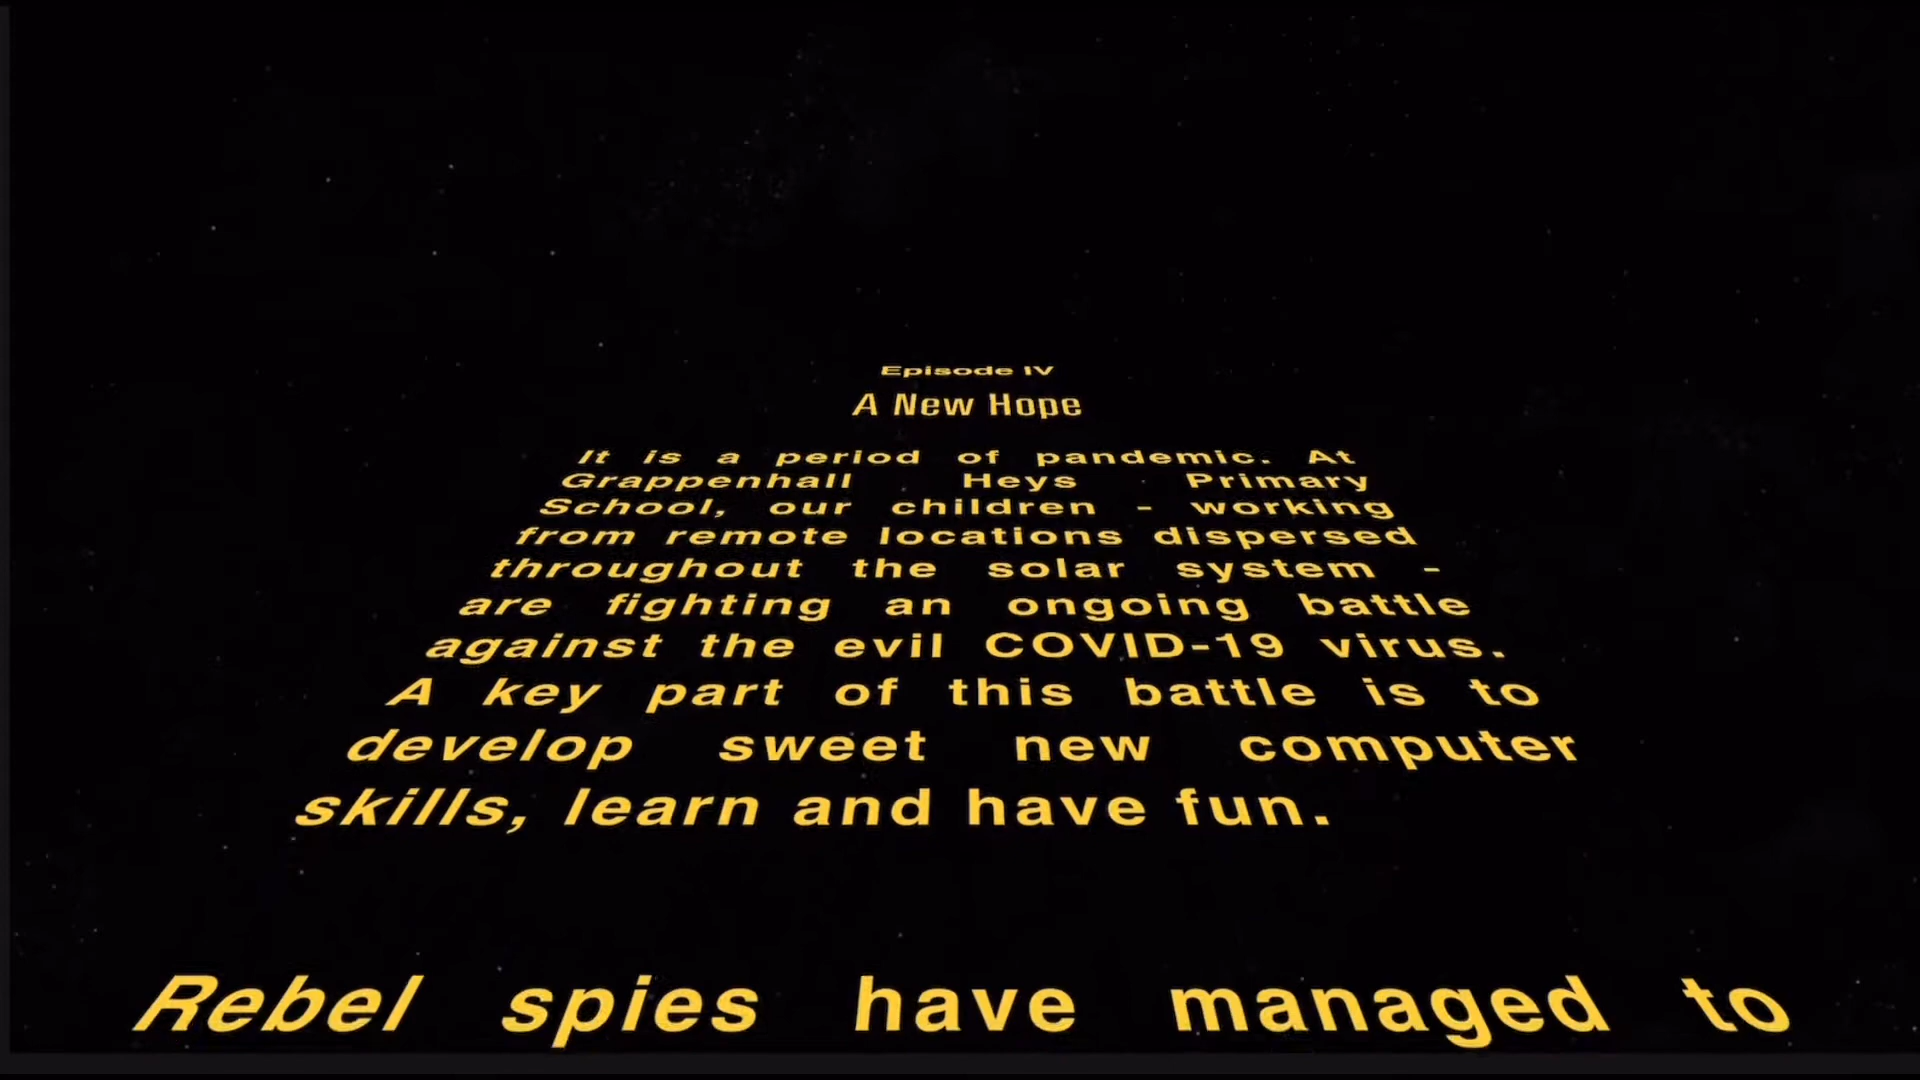 Episode IV
A New Hope
It is a period of pandemic. At
Grappenhall Heys Primary
School, our children - working
from remote locations dispersed
throughout the solar system -
are fighting an ongoing battle
against the evil COVID-19 virus.
A key part of this battle is to
develop sweet new computer
skills, learn and have fun.
Rebel spies have managed to